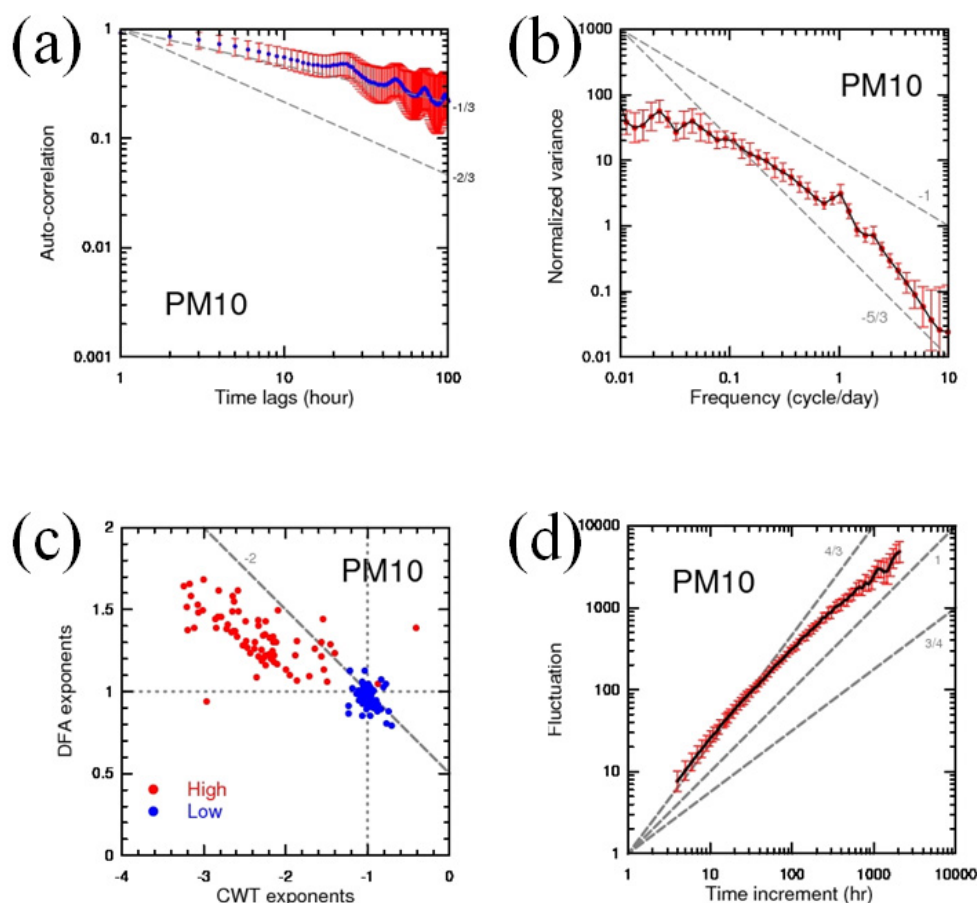 (a)
1
0.1
0.01
0.001
Auto-correlation
-1/3
-2/3
PM10
1
10
100
Time lags (hour)
(b)
1000
100
10
1
0.1
0.01
Normalized variance
PM10
-1
-5/3
0.01
0.1
1
10
Frequency (cycle/day)
(c)
2
1.5
1
0.5
0
DFA exponents
-2
PM10
High
Low
-4
-3
-2
-1
0
CWT exponents
(d)
10000
1000
100
10
1
Fluctuation
PM10
4/3
1
3/4
1
10
100
1000
10000
Time increment (hr)